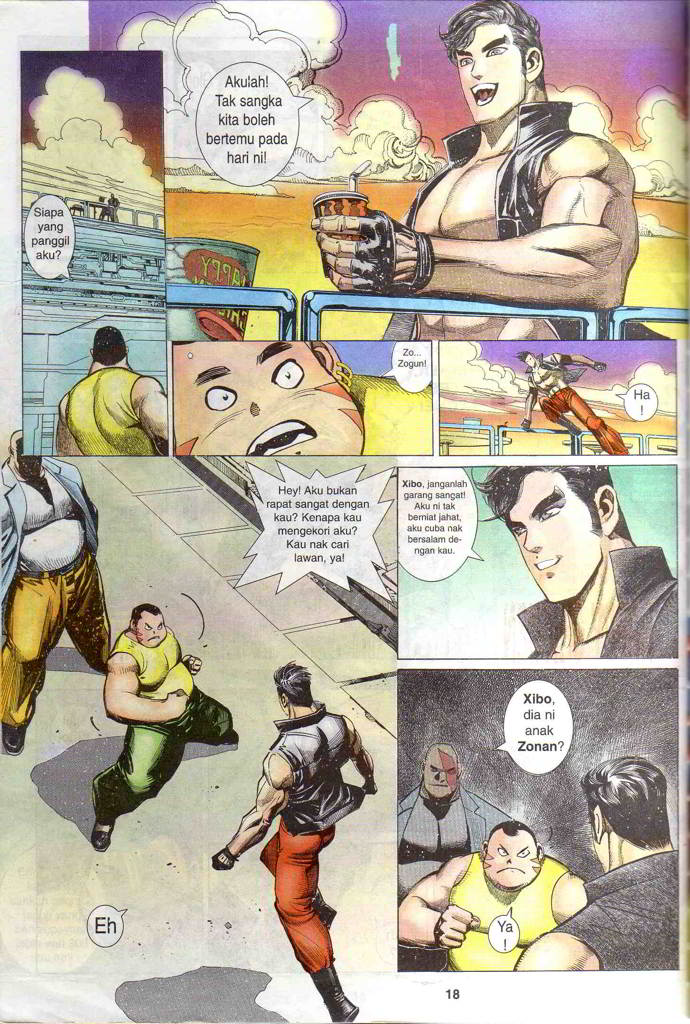 Siapa
yang
panggil
aku?
Akulah!
Tak sangka
kita boleh
bertemu pada
hari ni!
Zo...
Zogun!
Ha
!
Hey! Aku bukan
rapat sangat dengan
kau? Kenapa kau
mengekori aku?
Kau nak cari
lawan, ya!
Xibo, janganlah
garang sangat!
Aku ni tak
berniat jahat,
aku cuba nak
bersalam de-
ngan kau.
Eh
Xibo,
dia ni
anak
Zonan?
Ya
!
18